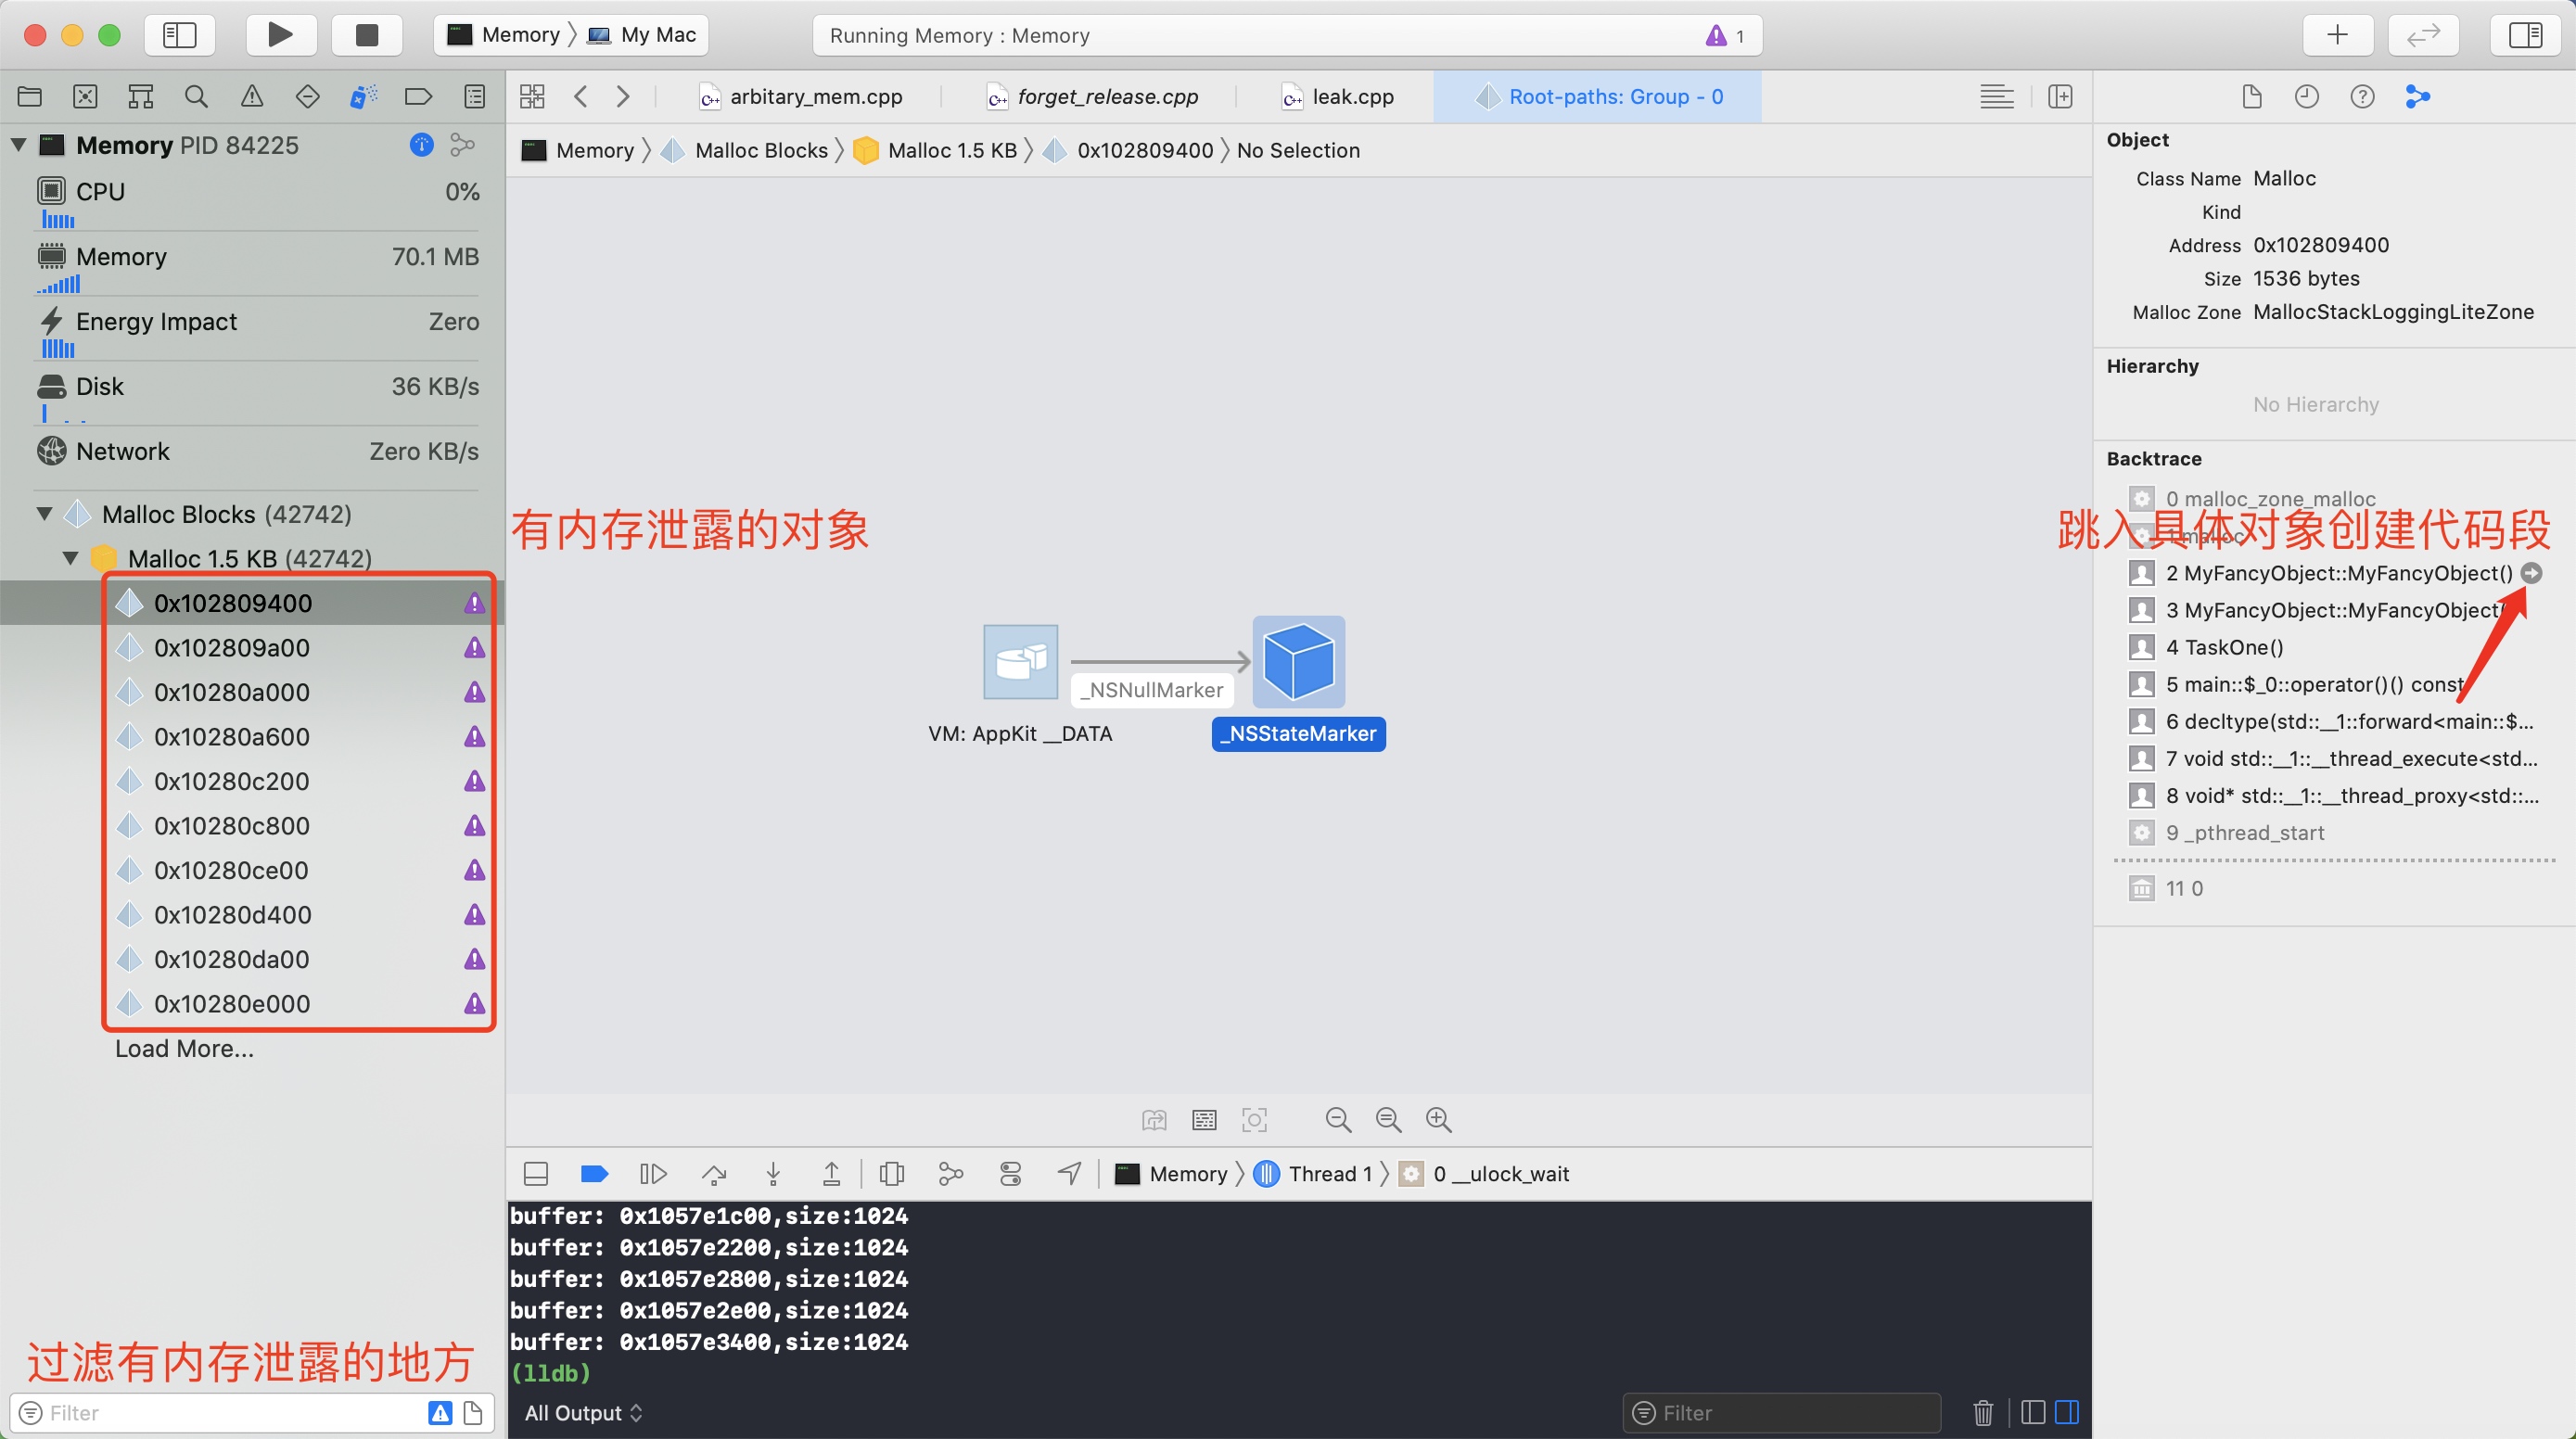 Memory 〉 My Mac
Running Memory : Memory
1
arbitary_mem.cpp
forget_release.cpp
leak.cpp
Root-paths: Group - 0
Memory 〉 Malloc Blocks 〉 Malloc 1.5 KB 〉 0x102809400 〉 No Selection
Memory PID 84225
CPU 0%
Memory 70.1 MB
Energy Impact Zero
Disk 36 KB/s
Network Zero KB/s
Malloc Blocks (42742)
Malloc 1.5 KB (42742)
0x102809400
0x102809a00
0x10280a000
0x10280a600
0x10280c200
0x10280c800
0x10280ce00
0x10280d400
0x10280da00
0x10280e000
Load More...
过滤有内存泄露的地方
Filter
有内存泄露的对象
_NSNullMarker
VM: AppKit __DATA
_NSStateMarker
Memory 〉 Thread 1 〉 0 __ulock_wait
buffer: 0x1057e1c00,size:1024
buffer: 0x1057e2200,size:1024
buffer: 0x1057e2800,size:1024
buffer: 0x1057e2e00,size:1024
buffer: 0x1057e3400,size:1024
(lldb)
All Output
Filter
Object
Class Name Malloc
Kind
Address 0x102809400
Size 1536 bytes
Malloc Zone MallocStackLoggingLiteZone
Hierarchy
No Hierarchy
Backtrace
0 malloc_zone_malloc
跳入具体对象创建代码段
1 malloc
2 MyFancyObject::MyFancyObject()
3 MyFancyObject::MyFancyObject(
4 TaskOne()
5 main::$_0::operator()() const
6 decltype(std::__1::forward<main::$...
7 void std::__1::__thread_execute<std...
8 void* std::__1::__thread_proxy<std::...
9 _pthread_start
11 0